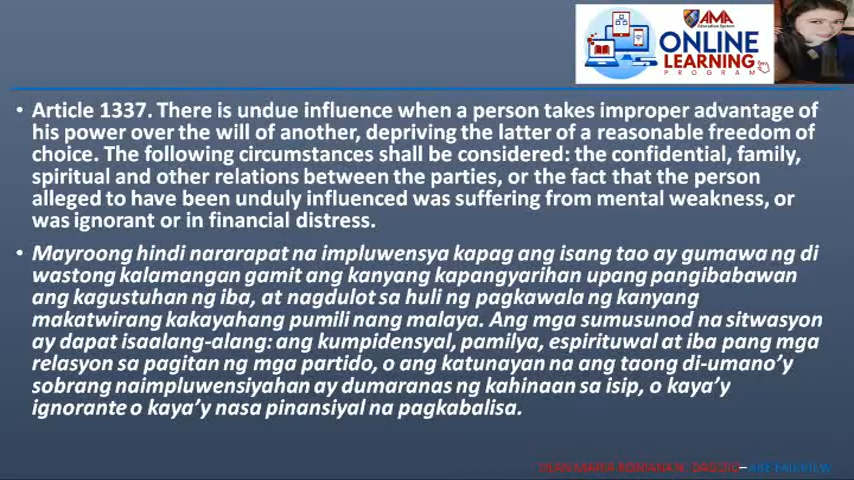 AMA
Education System
ONLINE
LEARNING
PROGRAM
• Article 1337. There is undue influence when a person takes improper advantage of
his power over the will of another, depriving the latter of a reasonable freedom of
choice. The following circumstances shall be considered: the confidential, family,
spiritual and other relations between the parties, or the fact that the person
alleged to have been unduly influenced was suffering from mental weakness, or
was ignorant or in financial distress.
• Mayroong hindi nararapat na impluwensya kapag ang isang tao ay gumawa ng di
wastong kalamangan gamit ang kanyang kapangyarihan upang pangibabawan
ang kagustuhan ng iba, at nagdulot sa huli ng pagkawala ng kanyang
makatwirang kakayahang pumili nang malaya. Ang mga sumusunod na sitwasyon
ay dapat isaalang-alang: ang kumpidensyal, pamilya, espirituwal at iba pang mga
relasyon sa pagitan ng mga partido, o ang katunayan na ang taong di-umano’y
sobrang naimpluwensiyahan ay dumaranas ng kahinaan sa isip, o kaya’y
ignorante o kaya’y nasa pinansiyal na pagkabalisa.
MARIA – ABE FAIRVIEW